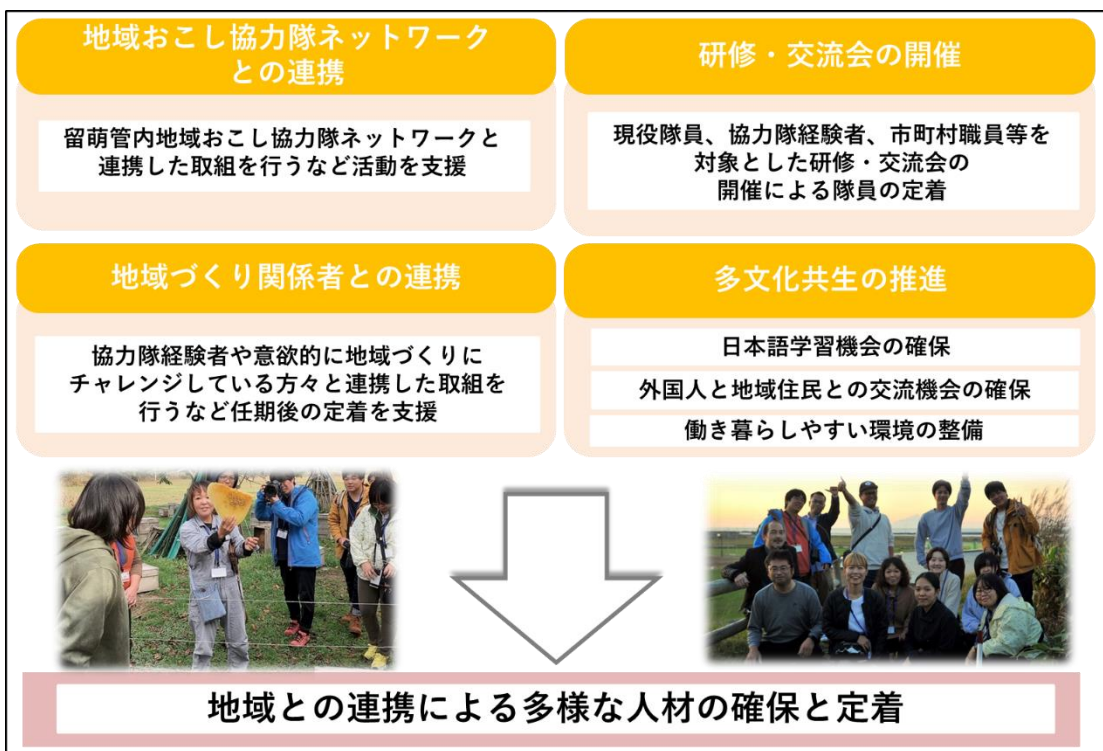 地域おこし協力隊ネットワーク
との連携
留萌管内地域おこし協力隊ネットワークと
連携した取組を行うなど活動を支援
研修・交流会の開催
現役隊員、協力隊経験者、市町村職員等を
対象とした研修・交流会の
開催による隊員の定着
地域づくり関係者との連携
協力隊経験者や意欲的に地域づくりに
チャレンジしている方々と連携した取組を
行うなど任期後の定着を支援
多文化共生の推進
日本語学習機会の確保
外国人と地域住民との交流機会の確保
働き暮らしやすい環境の整備
地域との連携による多様な人材の確保と定着